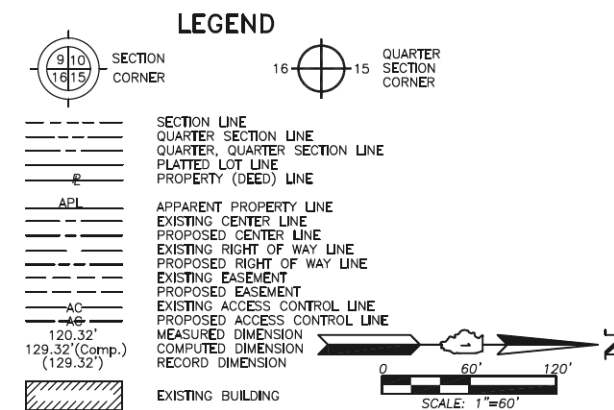 LEGEND
9 10 SECTION
16 15 CORNER
16 15 QUARTER
SECTION
CORNER
SECTION LINE
QUARTER SECTION LINE
QUARTER, QUARTER SECTION LINE
PLATTED LOT LINE
PL PROPERTY (DEED) LINE
APL APPARENT PROPERTY LINE
EXISTING CENTER LINE
PROPOSED CENTER LINE
EXISTING RIGHT OF WAY LINE
PROPOSED RIGHT OF WAY LINE
EXISTING EASEMENT
PROPOSED EASEMENT
AC EXISTING ACCESS CONTROL LINE
AC PROPOSED ACCESS CONTROL LINE
120.32' MEASURED DIMENSION
129.32'(Comp.) COMPUTED DIMENSION
(129.32') RECORD DIMENSION
N
0 60' 120'
SCALE: 1"=60'
EXISTING BUILDING